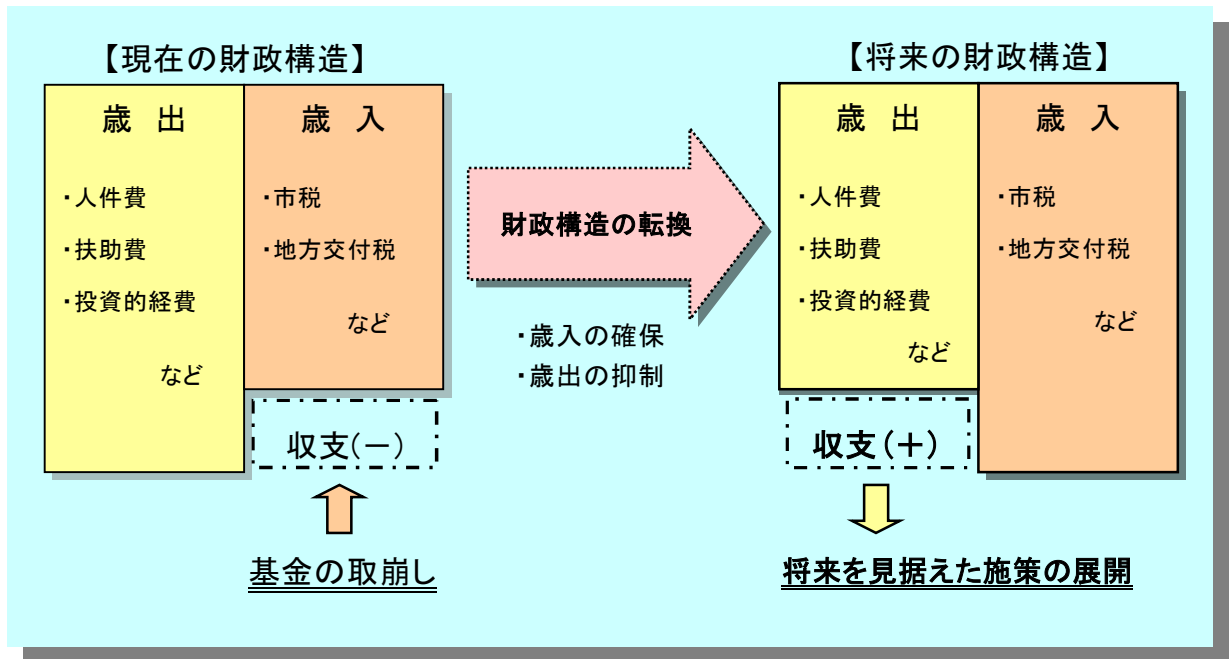 【現在の財政構造】
歳 出
・人件費
・扶助費
・投資的経費
など
歳 入
・市税
・地方交付税
など
収支(－)
基金の取崩し
財政構造の転換
・歳入の確保
・歳出の抑制
【将来の財政構造】
歳 出
・人件費
・扶助費
・投資的経費
など
収支(＋)
歳 入
・市税
・地方交付税
など
将来を見据えた施策の展開